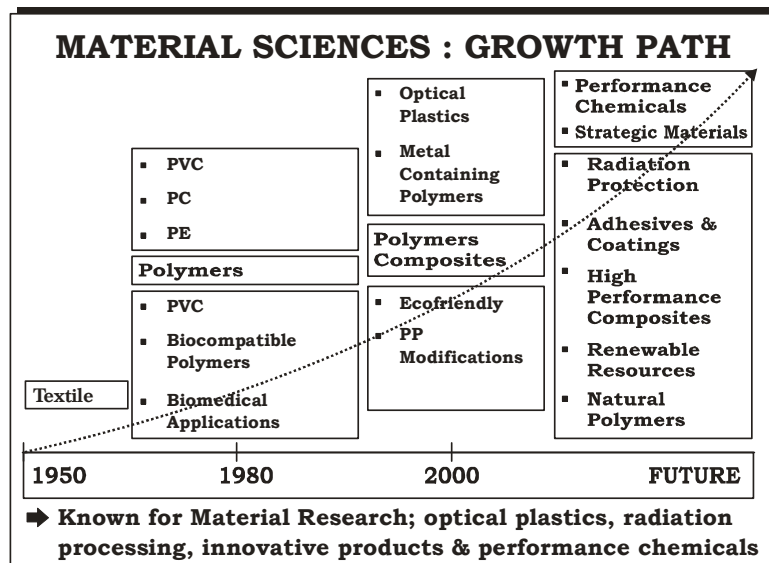 MATERIAL SCIENCES : GROWTH PATH
Textile
▪ PVC
▪ PC
▪ PE
Polymers
▪ PVC
▪ Biocompatible
Polymers
▪ Biomedical
Applications
▪ Optical
Plastics
▪ Metal
Containing
Polymers
Polymers
Composites
▪ Ecofriendly
▪ PP
Modifications
▪ Performance
Chemicals
▪ Strategic Materials
▪ Radiation
Protection
▪ Adhesives &
Coatings
▪ High
Performance
Composites
▪ Renewable
Resources
▪ Natural
Polymers
1950 1980 2000 FUTURE
➨ Known for Material Research; optical plastics, radiation
processing, innovative products & performance chemicals